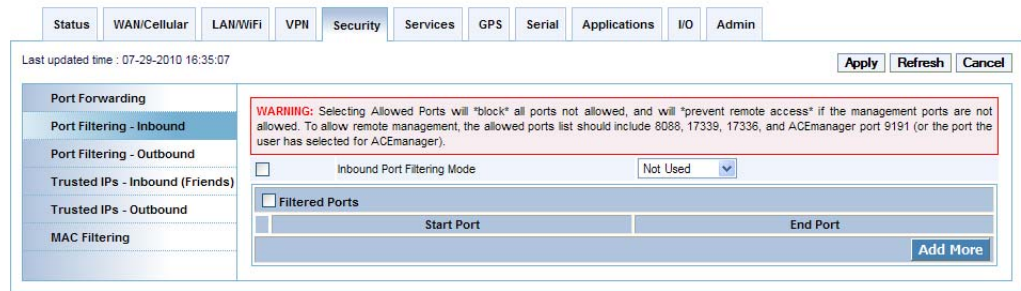 Status WAN/Cellular LAN/WiFi VPN Security Services GPS Serial Applications I/O Admin
Last updated time : 07-29-2010 16:35:07
Apply Refresh Cancel
Port Forwarding
Port Filtering - Inbound
Port Filtering - Outbound
Trusted IPs - Inbound (Friends)
Trusted IPs - Outbound
MAC Filtering
WARNING: Selecting Allowed Ports will *block* all ports not allowed, and will *prevent remote access* if the management ports are not
allowed. To allow remote management, the allowed ports list should include 8088, 17339, 17336, and ACEmanager port 9191 (or the port the
user has selected for ACEmanager).
Inbound Port Filtering Mode Not Used
Filtered Ports
Start Port End Port
Add More